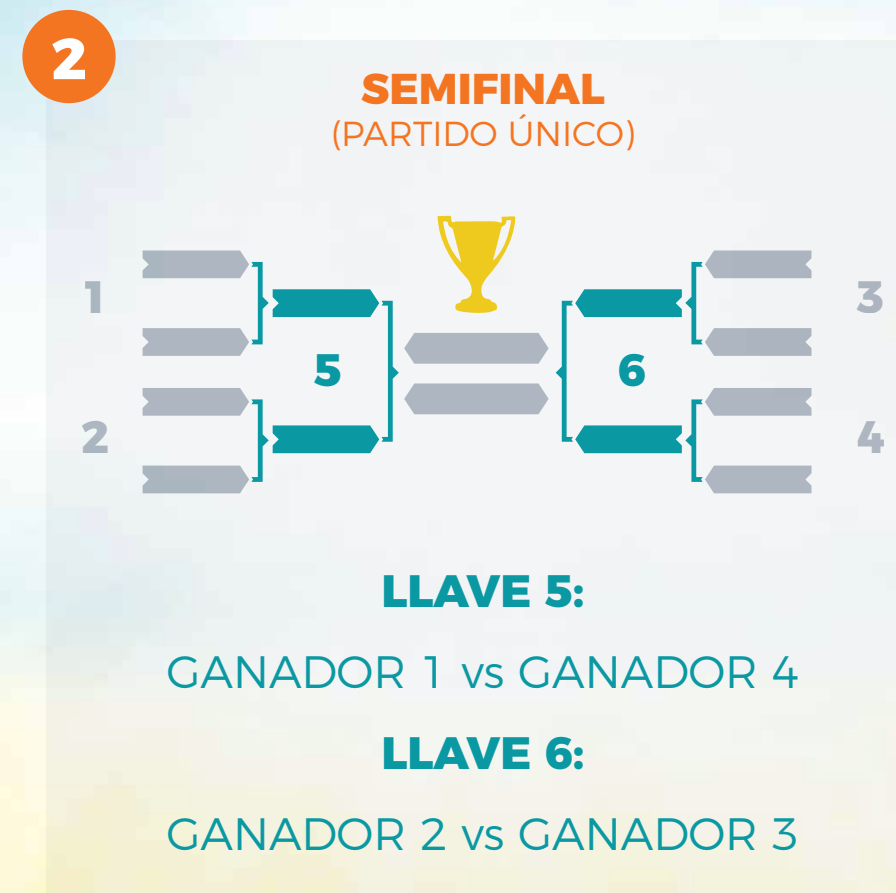 2
SEMIFINAL
(PARTIDO ÚNICO)
1
3
5
6
2
4
LLAVE 5:
GANADOR 1 vs GANADOR 4
LLAVE 6:
GANADOR 2 vs GANADOR 3